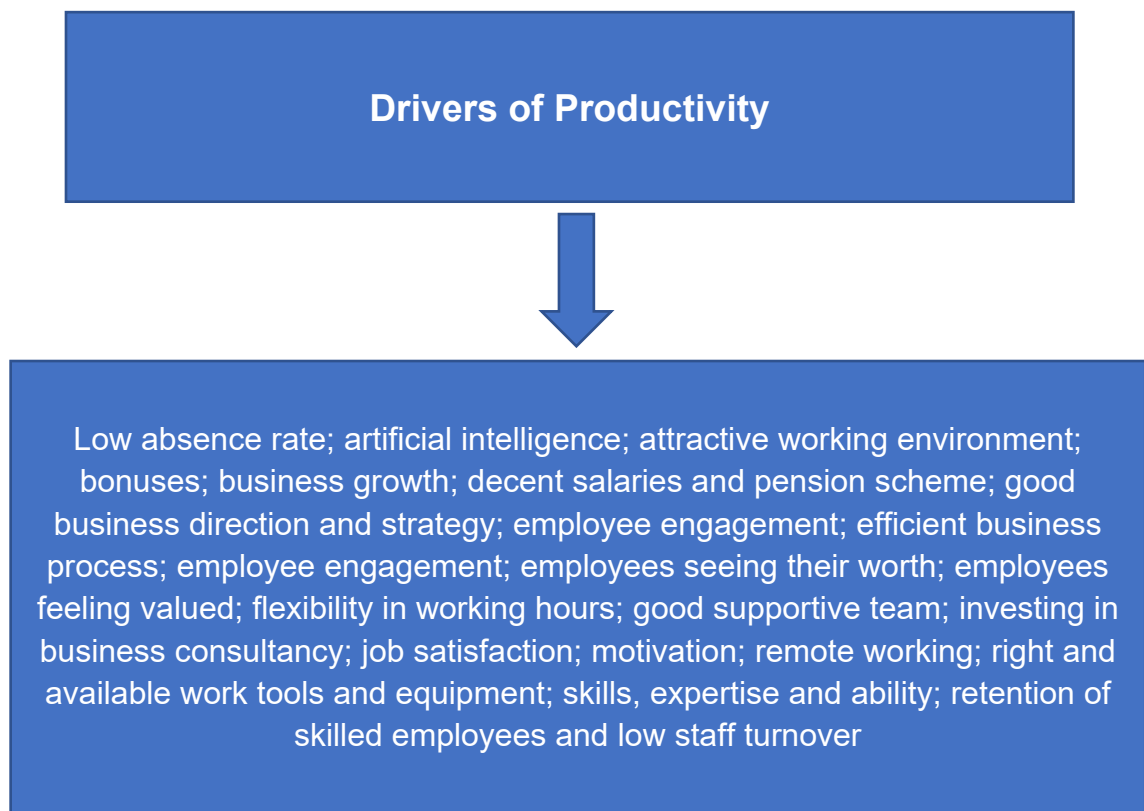 Drivers of Productivity
Low absence rate; artificial intelligence; attractive working environment;
bonuses; business growth; decent salaries and pension scheme; good
business direction and strategy; employee engagement; efficient business
process; employee engagement; employees seeing their worth; employees
feeling valued; flexibility in working hours; good supportive team; investing in
business consultancy; job satisfaction; motivation; remote working; right and
available work tools and equipment; skills, expertise and ability; retention of
skilled employees and low staff turnover